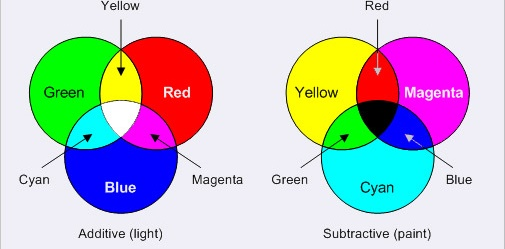 Yellow
Green
Red
Cyan
Blue
Magenta
Additive (light)
Red
Yellow
Magenta
Green
Cyan
Blue
Subtractive (paint)